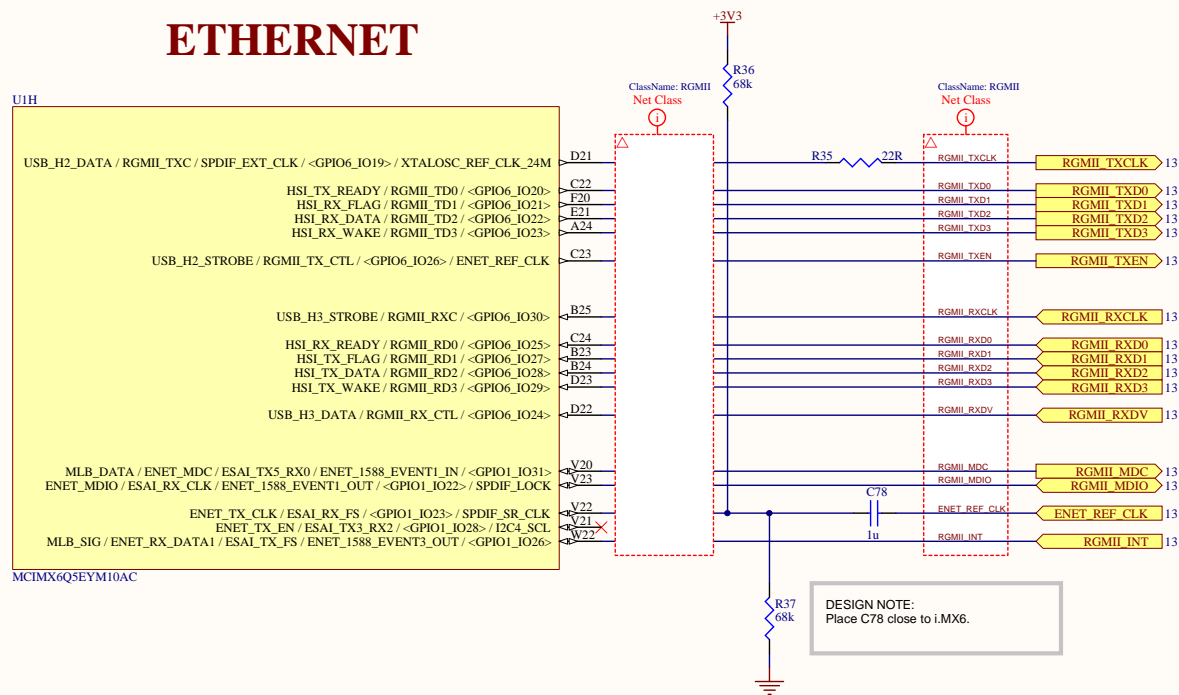 ETHERNET
+3V3
R36
68k
U1H
ClassName: RGMII
Net Class
i
ClassName: RGMII
Net Class
i
USB_H2_DATA / RGMII_TXC / SPDIF_EXT_CLK / <GPIO6_IO19> / XTALOSC_REF_CLK_24M D21 R35 22R RGMII_TXCLK RGMII_TXCLK 13
HSI_TX_READY / RGMII_TD0 / <GPIO6_IO20> C22 RGMII_TXD0 RGMII_TXD0 13
HSI_RX_FLAG / RGMII_TD1 / <GPIO6_IO21> F20 RGMII_TXD1 RGMII_TXD1 13
HSI_RX_DATA / RGMII_TD2 / <GPIO6_IO22> E21 RGMII_TXD2 RGMII_TXD2 13
HSI_RX_WAKE / RGMII_TD3 / <GPIO6_IO23> A24 RGMII_TXD3 RGMII_TXD3 13
USB_H2_STROBE / RGMII_TX_CTL / <GPIO6_IO26> / ENET_REF_CLK C23 RGMII_TXEN RGMII_TXEN 13
USB_H3_STROBE / RGMII_RXC / <GPIO6_IO30> B25 RGMII_RXCLK RGMII_RXCLK 13
HSI_RX_READY / RGMII_RD0 / <GPIO6_IO25> C24 RGMII_RXD0 RGMII_RXD0 13
HSI_TX_FLAG / RGMII_RD1 / <GPIO6_IO27> B23 RGMII_RXD1 RGMII_RXD1 13
HSI_TX_DATA / RGMII_RD2 / <GPIO6_IO28> B24 RGMII_RXD2 RGMII_RXD2 13
HSI_TX_WAKE / RGMII_RD3 / <GPIO6_IO29> D23 RGMII_RXD3 RGMII_RXD3 13
USB_H3_DATA / RGMII_RX_CTL / <GPIO6_IO24> D22 RGMII_RXDV RGMII_RXDV 13
MLB_DATA / ENET_MDC / ESAI_TX5_RX0 / ENET_1588_EVENT1_IN / <GPIO1_IO31> V20 RGMII_MDC RGMII_MDC 13
ENET_MDIO / ESAI_RX_CLK / ENET_1588_EVENT1_OUT / <GPIO1_IO22> / SPDIF_LOCK V23 RGMII_MDIO RGMII_MDIO 13
C78
ENET_TX_CLK / ESAI_RX_FS / <GPIO1_IO23> / SPDIF_SR_CLK V22 ENET_REF_CLK ENET_REF_CLK 13
ENET_TX_EN / ESAI_TX3_RX2 / <GPIO1_IO28> / I2C4_SCL V21
1u
MLB_SIG / ENET_RX_DATA1 / ESAI_TX_FS / ENET_1588_EVENT3_OUT / <GPIO1_IO26> W22 RGMII_INT RGMII_INT 13
MCIMX6Q5EYM10AC
R37
68k
DESIGN NOTE:
Place C78 close to i.MX6.